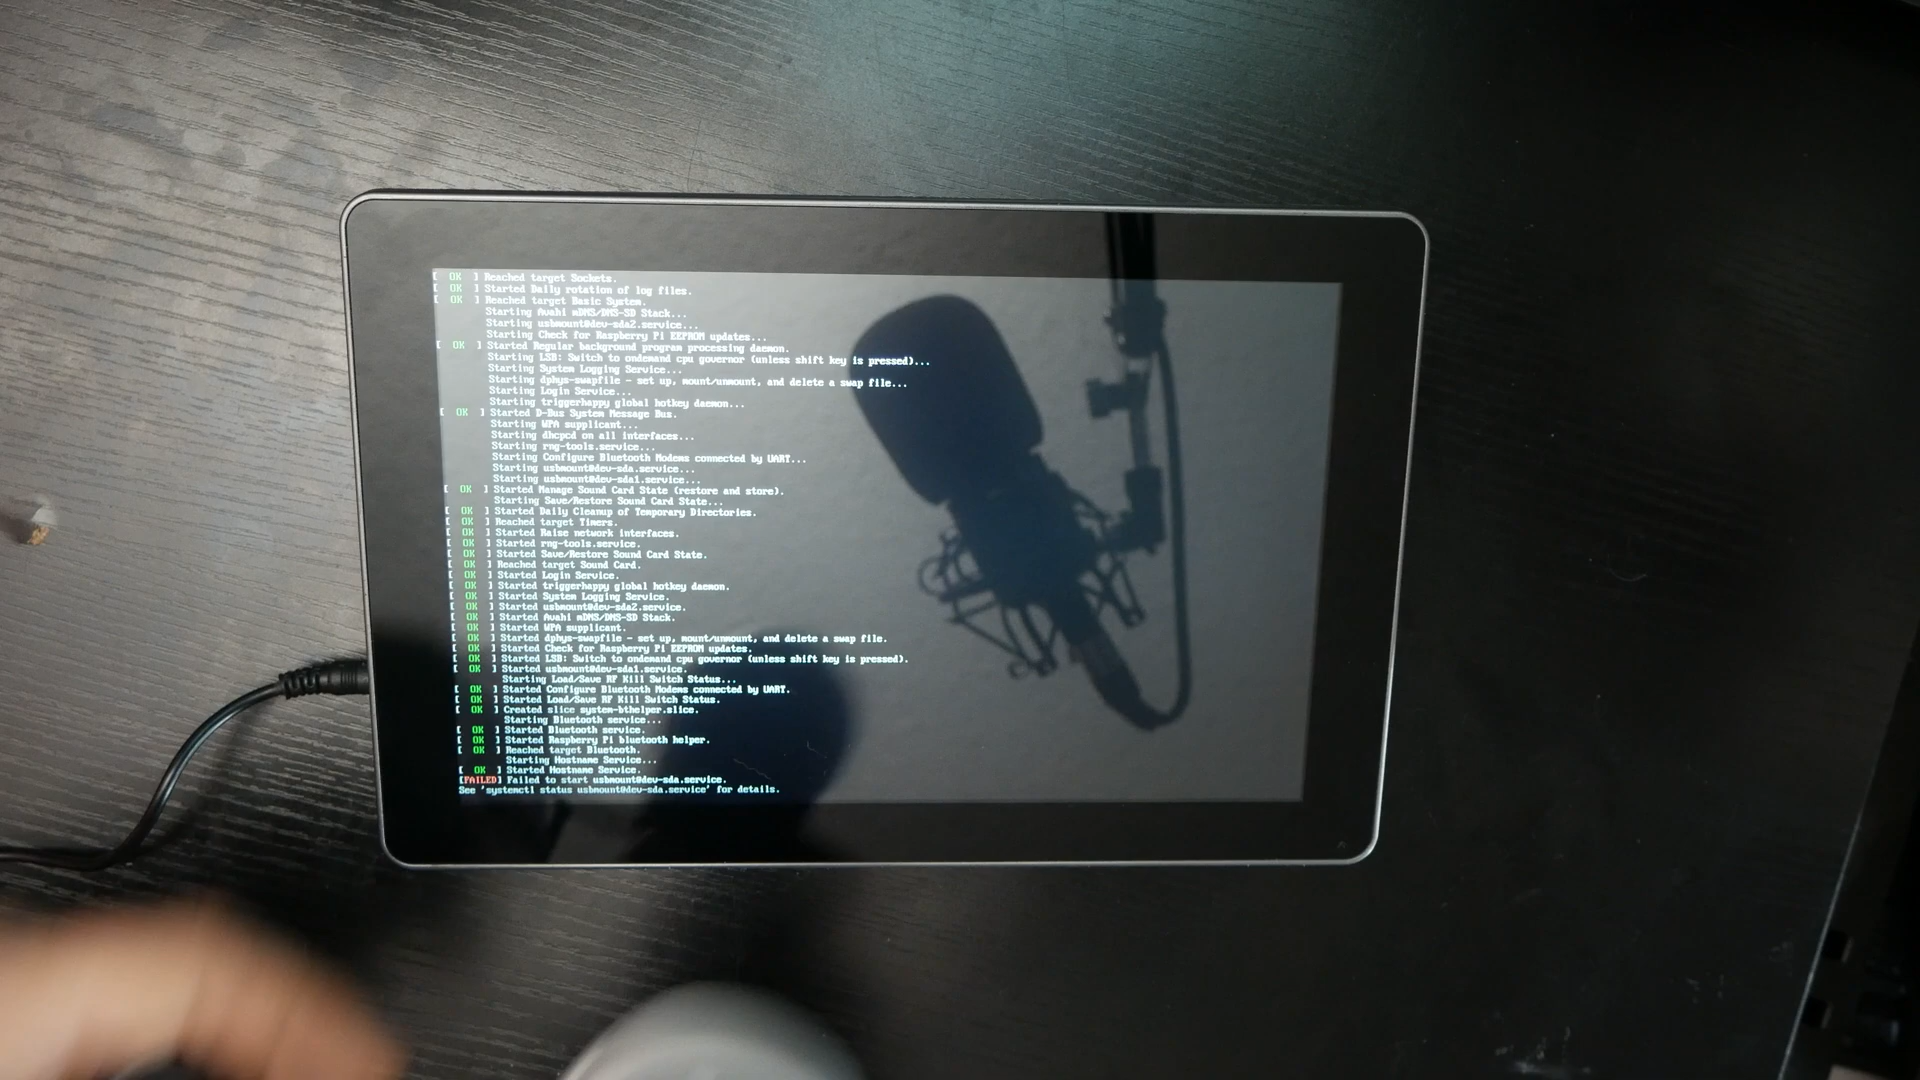 [  OK  ] Reached target Sockets.
[  OK  ] Started Daily rotation of log files.
[  OK  ] Reached target Basic System.
Starting Avahi mDNS/DNS-SD Stack...
Starting usbmount@dev-sda2.service...
Starting Check for Raspberry Pi EEPROM updates...
[  OK  ] Started Regular background program processing daemon.
Starting LSB: Switch to ondemand cpu governor (unless shift key is pressed)...
Starting System Logging Service...
Starting dphys-swapfile - set up, mount/unmount, and delete a swap file...
Starting Login Service...
Starting triggerhappy global hotkey daemon...
[  OK  ] Started D-Bus System Message Bus.
Starting WPA supplicant...
Starting dhcpcd on all interfaces...
Starting rng-tools.service...
Starting Configure Bluetooth Modems connected by UART...
Starting usbmount@dev-sda.service...
Starting usbmount@dev-sda1.service...
[  OK  ] Started Manage Sound Card State (restore and store).
Starting Save/Restore Sound Card State...
[  OK  ] Started Daily Cleanup of Temporary Directories.
[  OK  ] Reached target Timers.
[  OK  ] Started Raise network interfaces.
[  OK  ] Started rng-tools.service.
[  OK  ] Started Save/Restore Sound Card State.
[  OK  ] Reached target Sound Card.
[  OK  ] Started Login Service.
[  OK  ] Started triggerhappy global hotkey daemon.
[  OK  ] Started System Logging Service.
[  OK  ] Started usbmount@dev-sda2.service.
[  OK  ] Started Avahi mDNS/DNS-SD Stack.
[  OK  ] Started WPA supplicant.
[  OK  ] Started dphys-swapfile - set up, mount/unmount, and delete a swap file.
[  OK  ] Started Check for Raspberry Pi EEPROM updates.
[  OK  ] Started LSB: Switch to ondemand cpu governor (unless shift key is pressed).
[  OK  ] Started usbmount@dev-sda1.service.
Starting Load/Save RF Kill Switch Status...
[  OK  ] Started Configure Bluetooth Modems connected by UART.
[  OK  ] Started Load/Save RF Kill Switch Status.
[  OK  ] Created slice system-bthelper.slice.
Starting Bluetooth service...
[  OK  ] Started Bluetooth service.
[  OK  ] Started Raspberry Pi bluetooth helper.
[  OK  ] Reached target Bluetooth.
Starting Hostname Service...
[  OK  ] Started Hostname Service.
[FAILED] Failed to start usbmount@dev-sda.service.
See 'systemctl status usbmount@dev-sda.service' for details.